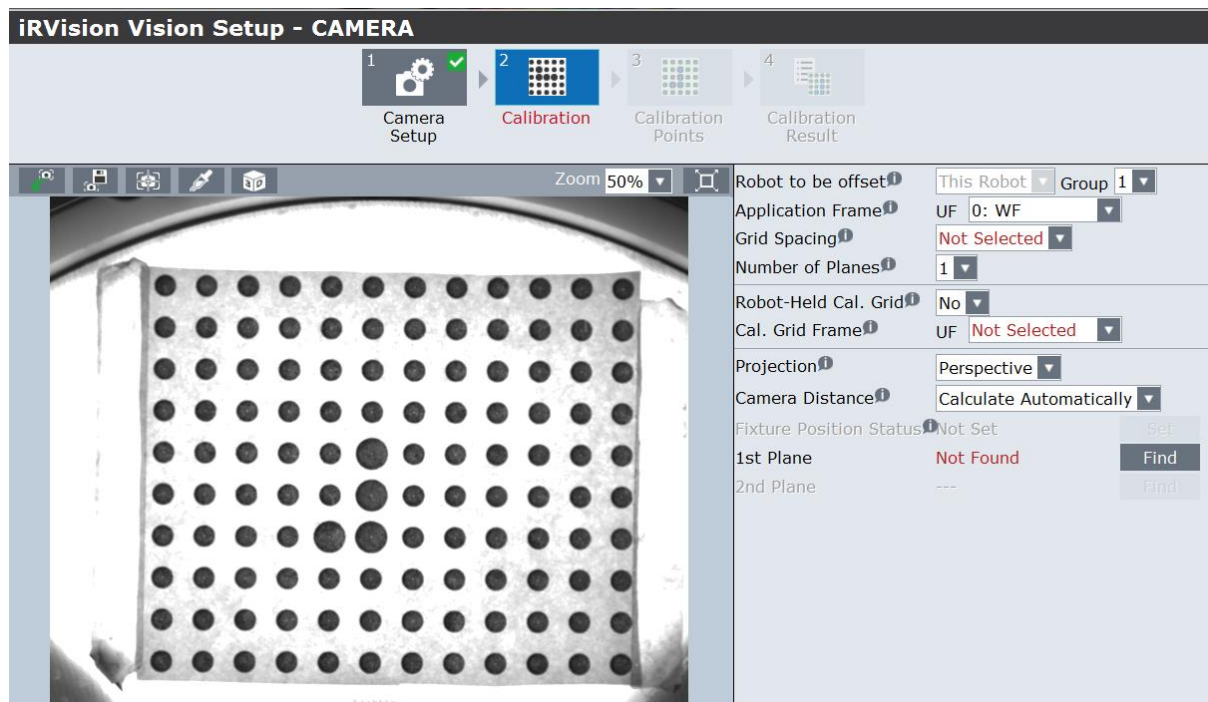 iRVision Vision Setup - CAMERA
1 2 3 4
Camera Setup
Calibration
Calibration Points
Calibration Result
Zoom 50%
3D
Robot to be offset This Robot Group 1
Application Frame UF 0: WF
Grid Spacing Not Selected
Number of Planes 1
Robot-Held Cal. Grid No
Cal. Grid Frame UF Not Selected
Projection Perspective
Camera Distance Calculate Automatically
Fixture Position Status Not Set Set
1st Plane Not Found Find
2nd Plane --- Find